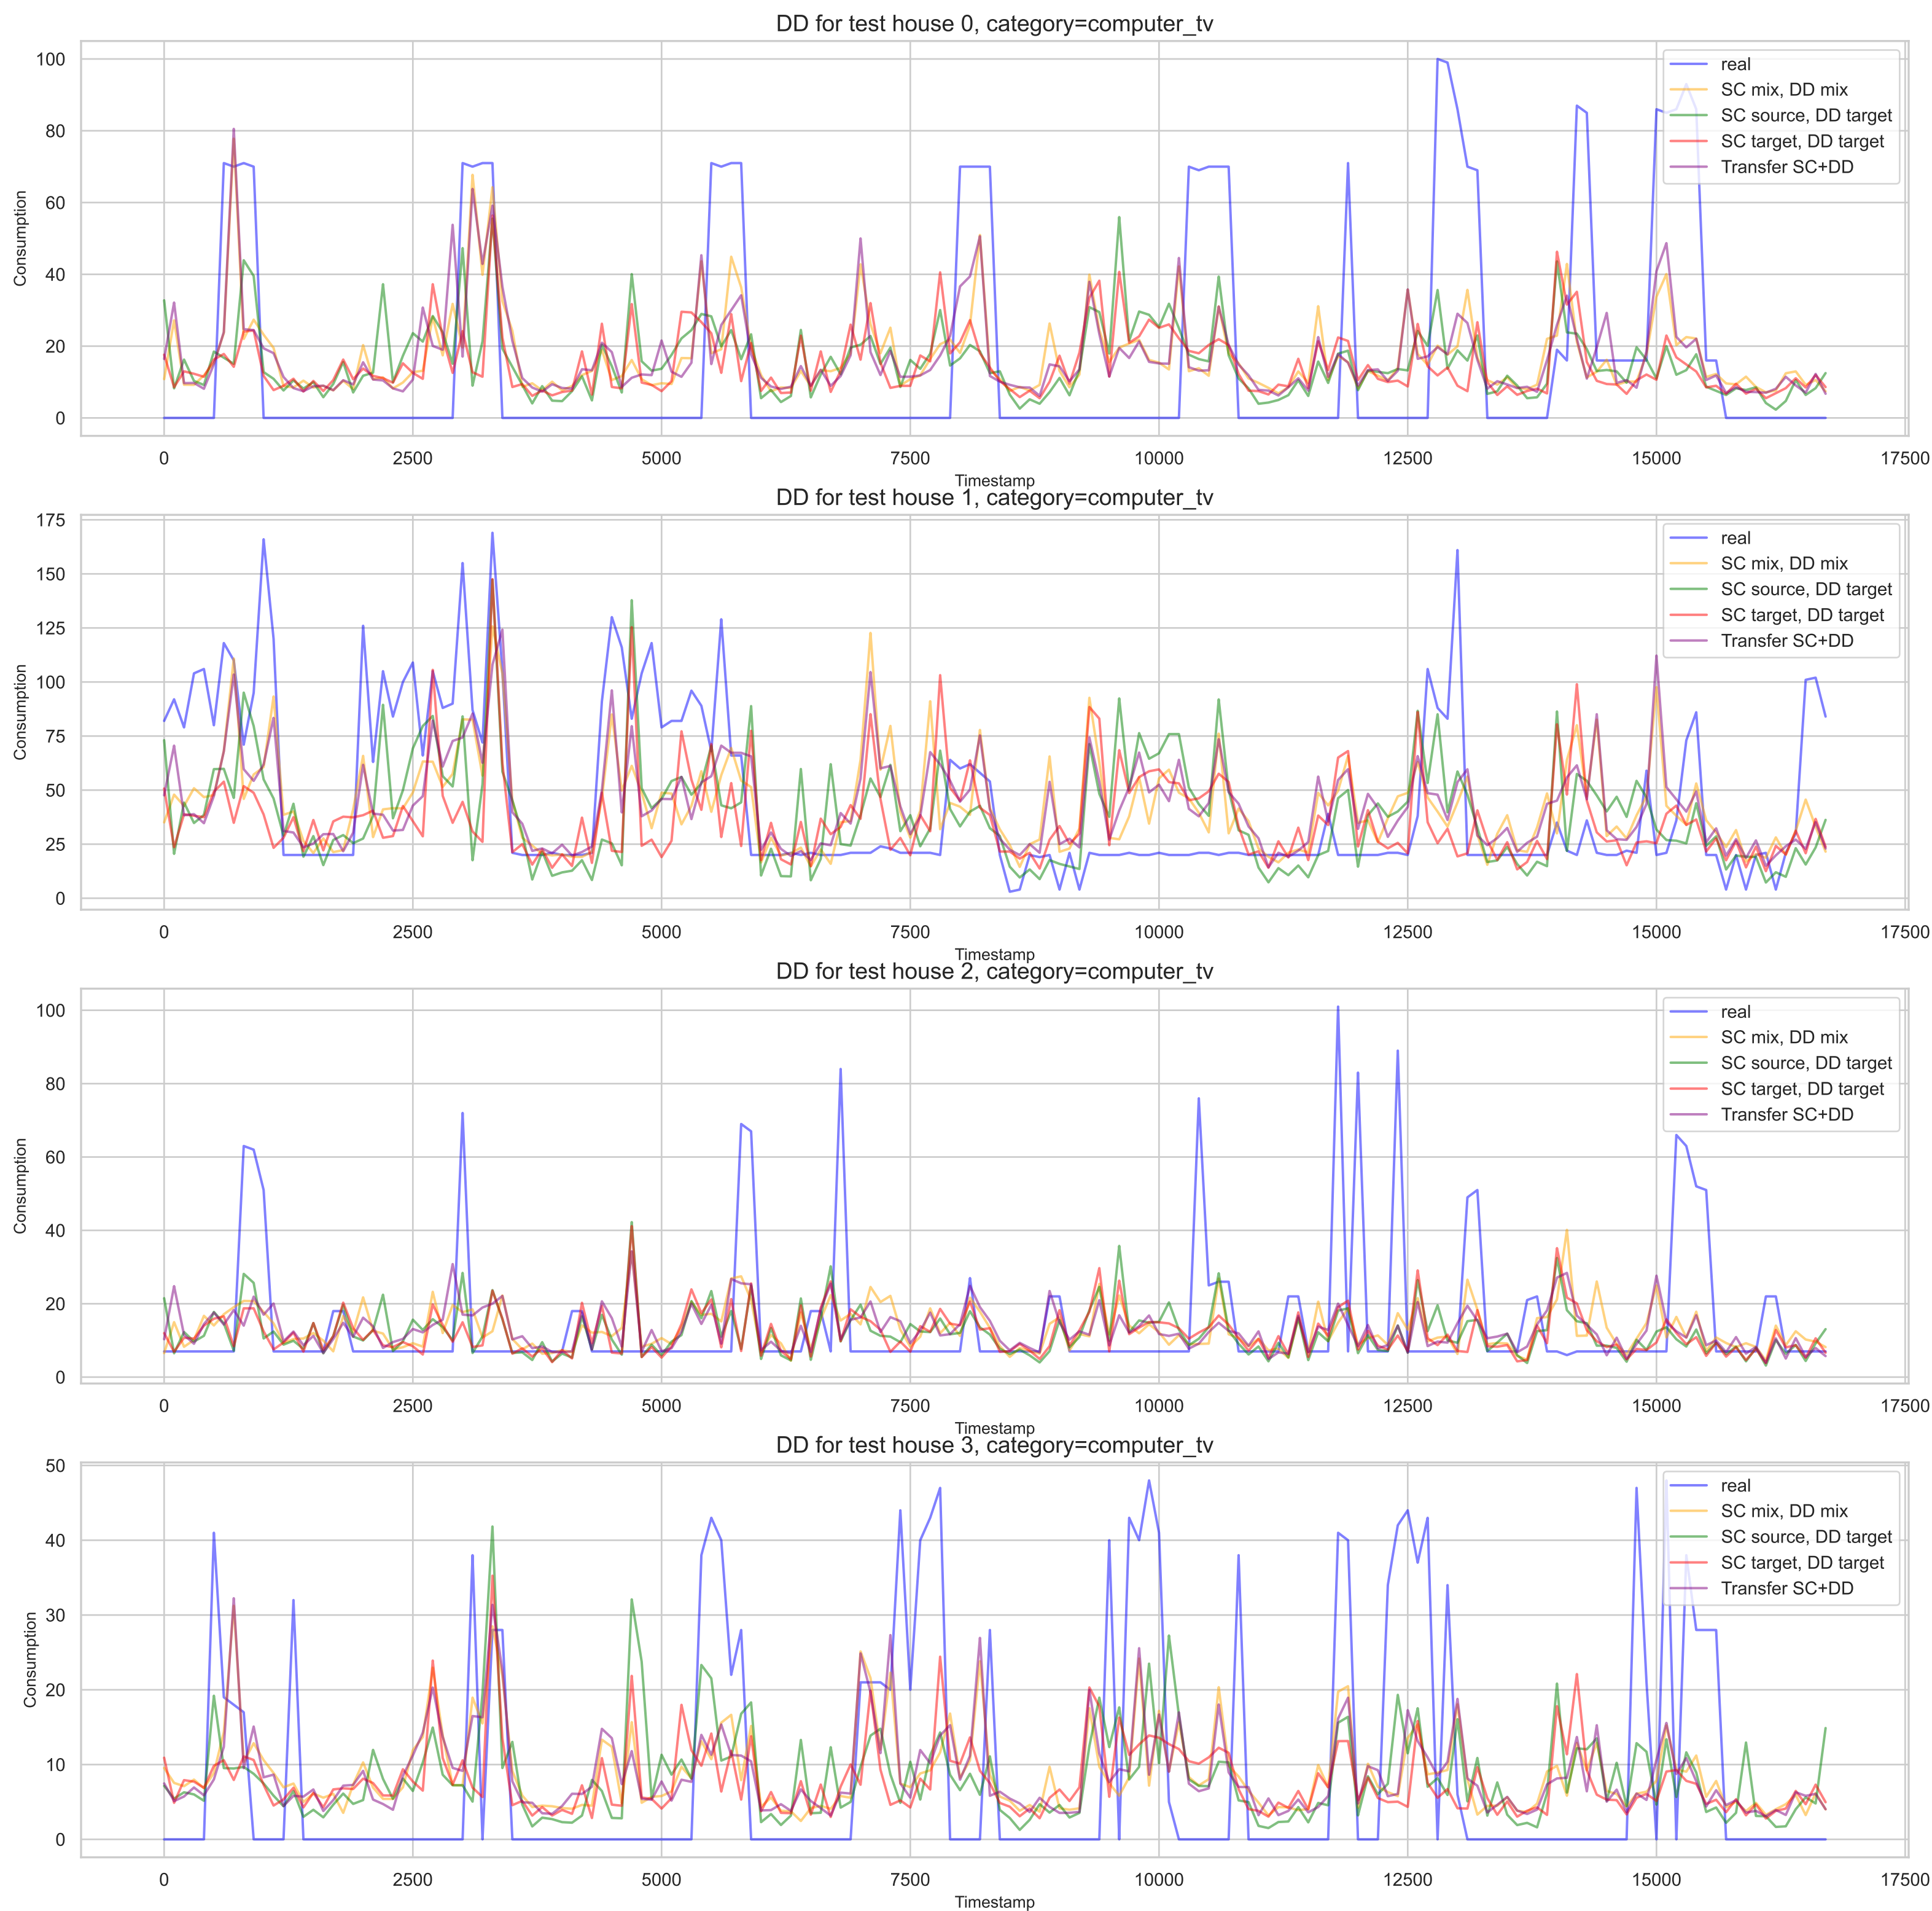 DD for test house 0, category=computer_tv
100
80
60
40
20
0
Consumption
real
SC mix, DD mix
SC source, DD target
SC target, DD target
Transfer SC+DD
0 2500 5000 7500 10000 12500 15000 17500
Timestamp
DD for test house 1, category=computer_tv
175
150
125
100
75
50
25
0
Consumption
real
SC mix, DD mix
SC source, DD target
SC target, DD target
Transfer SC+DD
0 2500 5000 7500 10000 12500 15000 17500
Timestamp
DD for test house 2, category=computer_tv
100
80
60
40
20
0
Consumption
real
SC mix, DD mix
SC source, DD target
SC target, DD target
Transfer SC+DD
0 2500 5000 7500 10000 12500 15000 17500
Timestamp
DD for test house 3, category=computer_tv
50
40
30
20
10
0
Consumption
real
SC mix, DD mix
SC source, DD target
SC target, DD target
Transfer SC+DD
0 2500 5000 7500 10000 12500 15000 17500
Timestamp